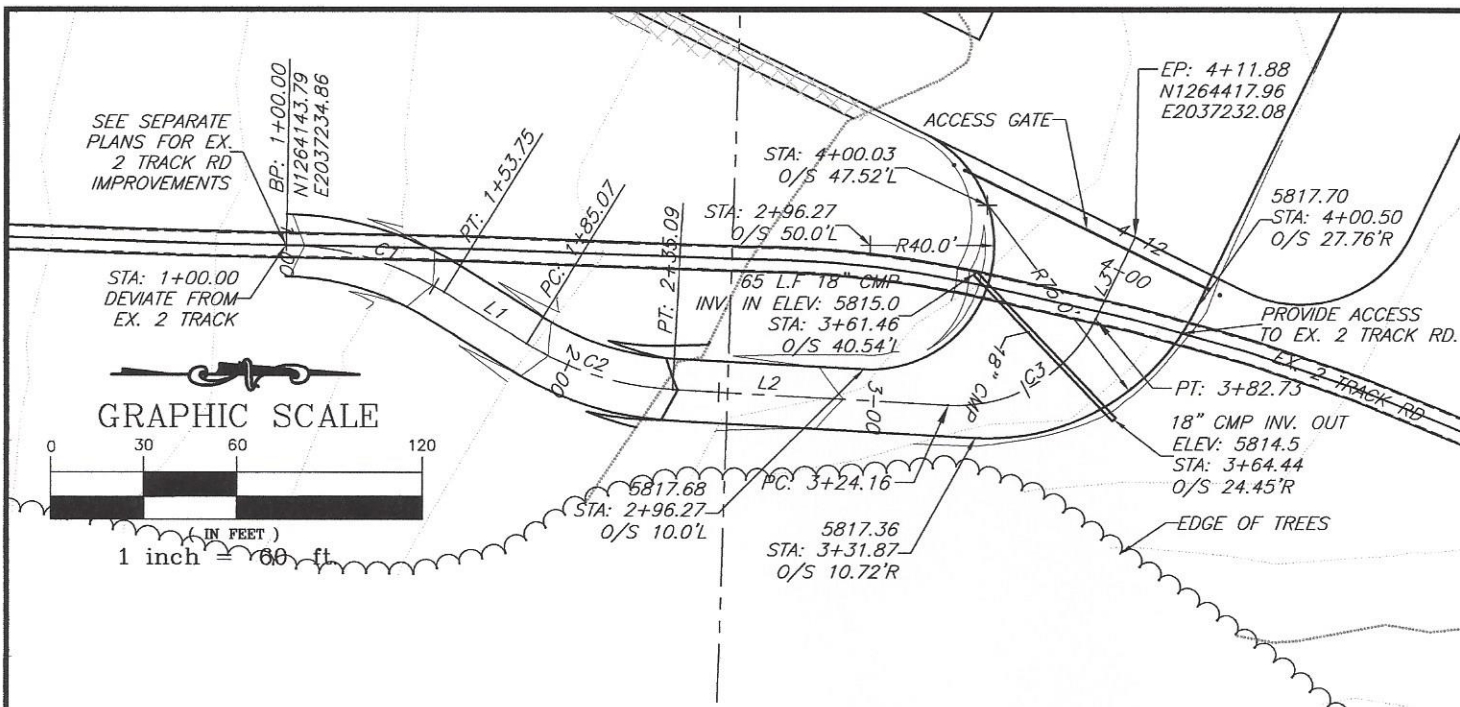 SEE SEPARATE
PLANS FOR EX.
2 TRACK RD
IMPROVEMENTS
BP: 1+00.00
N1264143.79
E2037234.86
PT: 1+53.75
PC: 1+85.07
PT: 2+35.09
STA: 1+00.00
DEVIATE FROM
EX. 2 TRACK
C1
L1
2+00
C2
L2
3+00
GRAPHIC SCALE
0 30 60 120
( IN FEET )
1 inch = 60 ft.
STA: 4+00.03
O/S 47.52'L
STA: 2+96.27
O/S 50.0'L
R40.0'
65 L.F 18" CMP
INV. IN ELEV: 5815.0
STA: 3+61.46
O/S 40.54'L
ACCESS GATE
EP: 4+11.88
N1264417.96
E2037232.08
4+12
4+00
L3
R75.0'
18" CMP
C3
5817.70
STA: 4+00.50
O/S 27.76'R
PROVIDE ACCESS
TO EX. 2 TRACK RD.
EX. 2 TRACK RD
PT: 3+82.73
18" CMP INV. OUT
ELEV: 5814.5
STA: 3+64.44
O/S 24.45'R
EDGE OF TREES
5817.68
STA: 2+96.27
O/S 10.0'L
PC: 3+24.16
5817.36
STA: 3+31.87
O/S 10.72'R